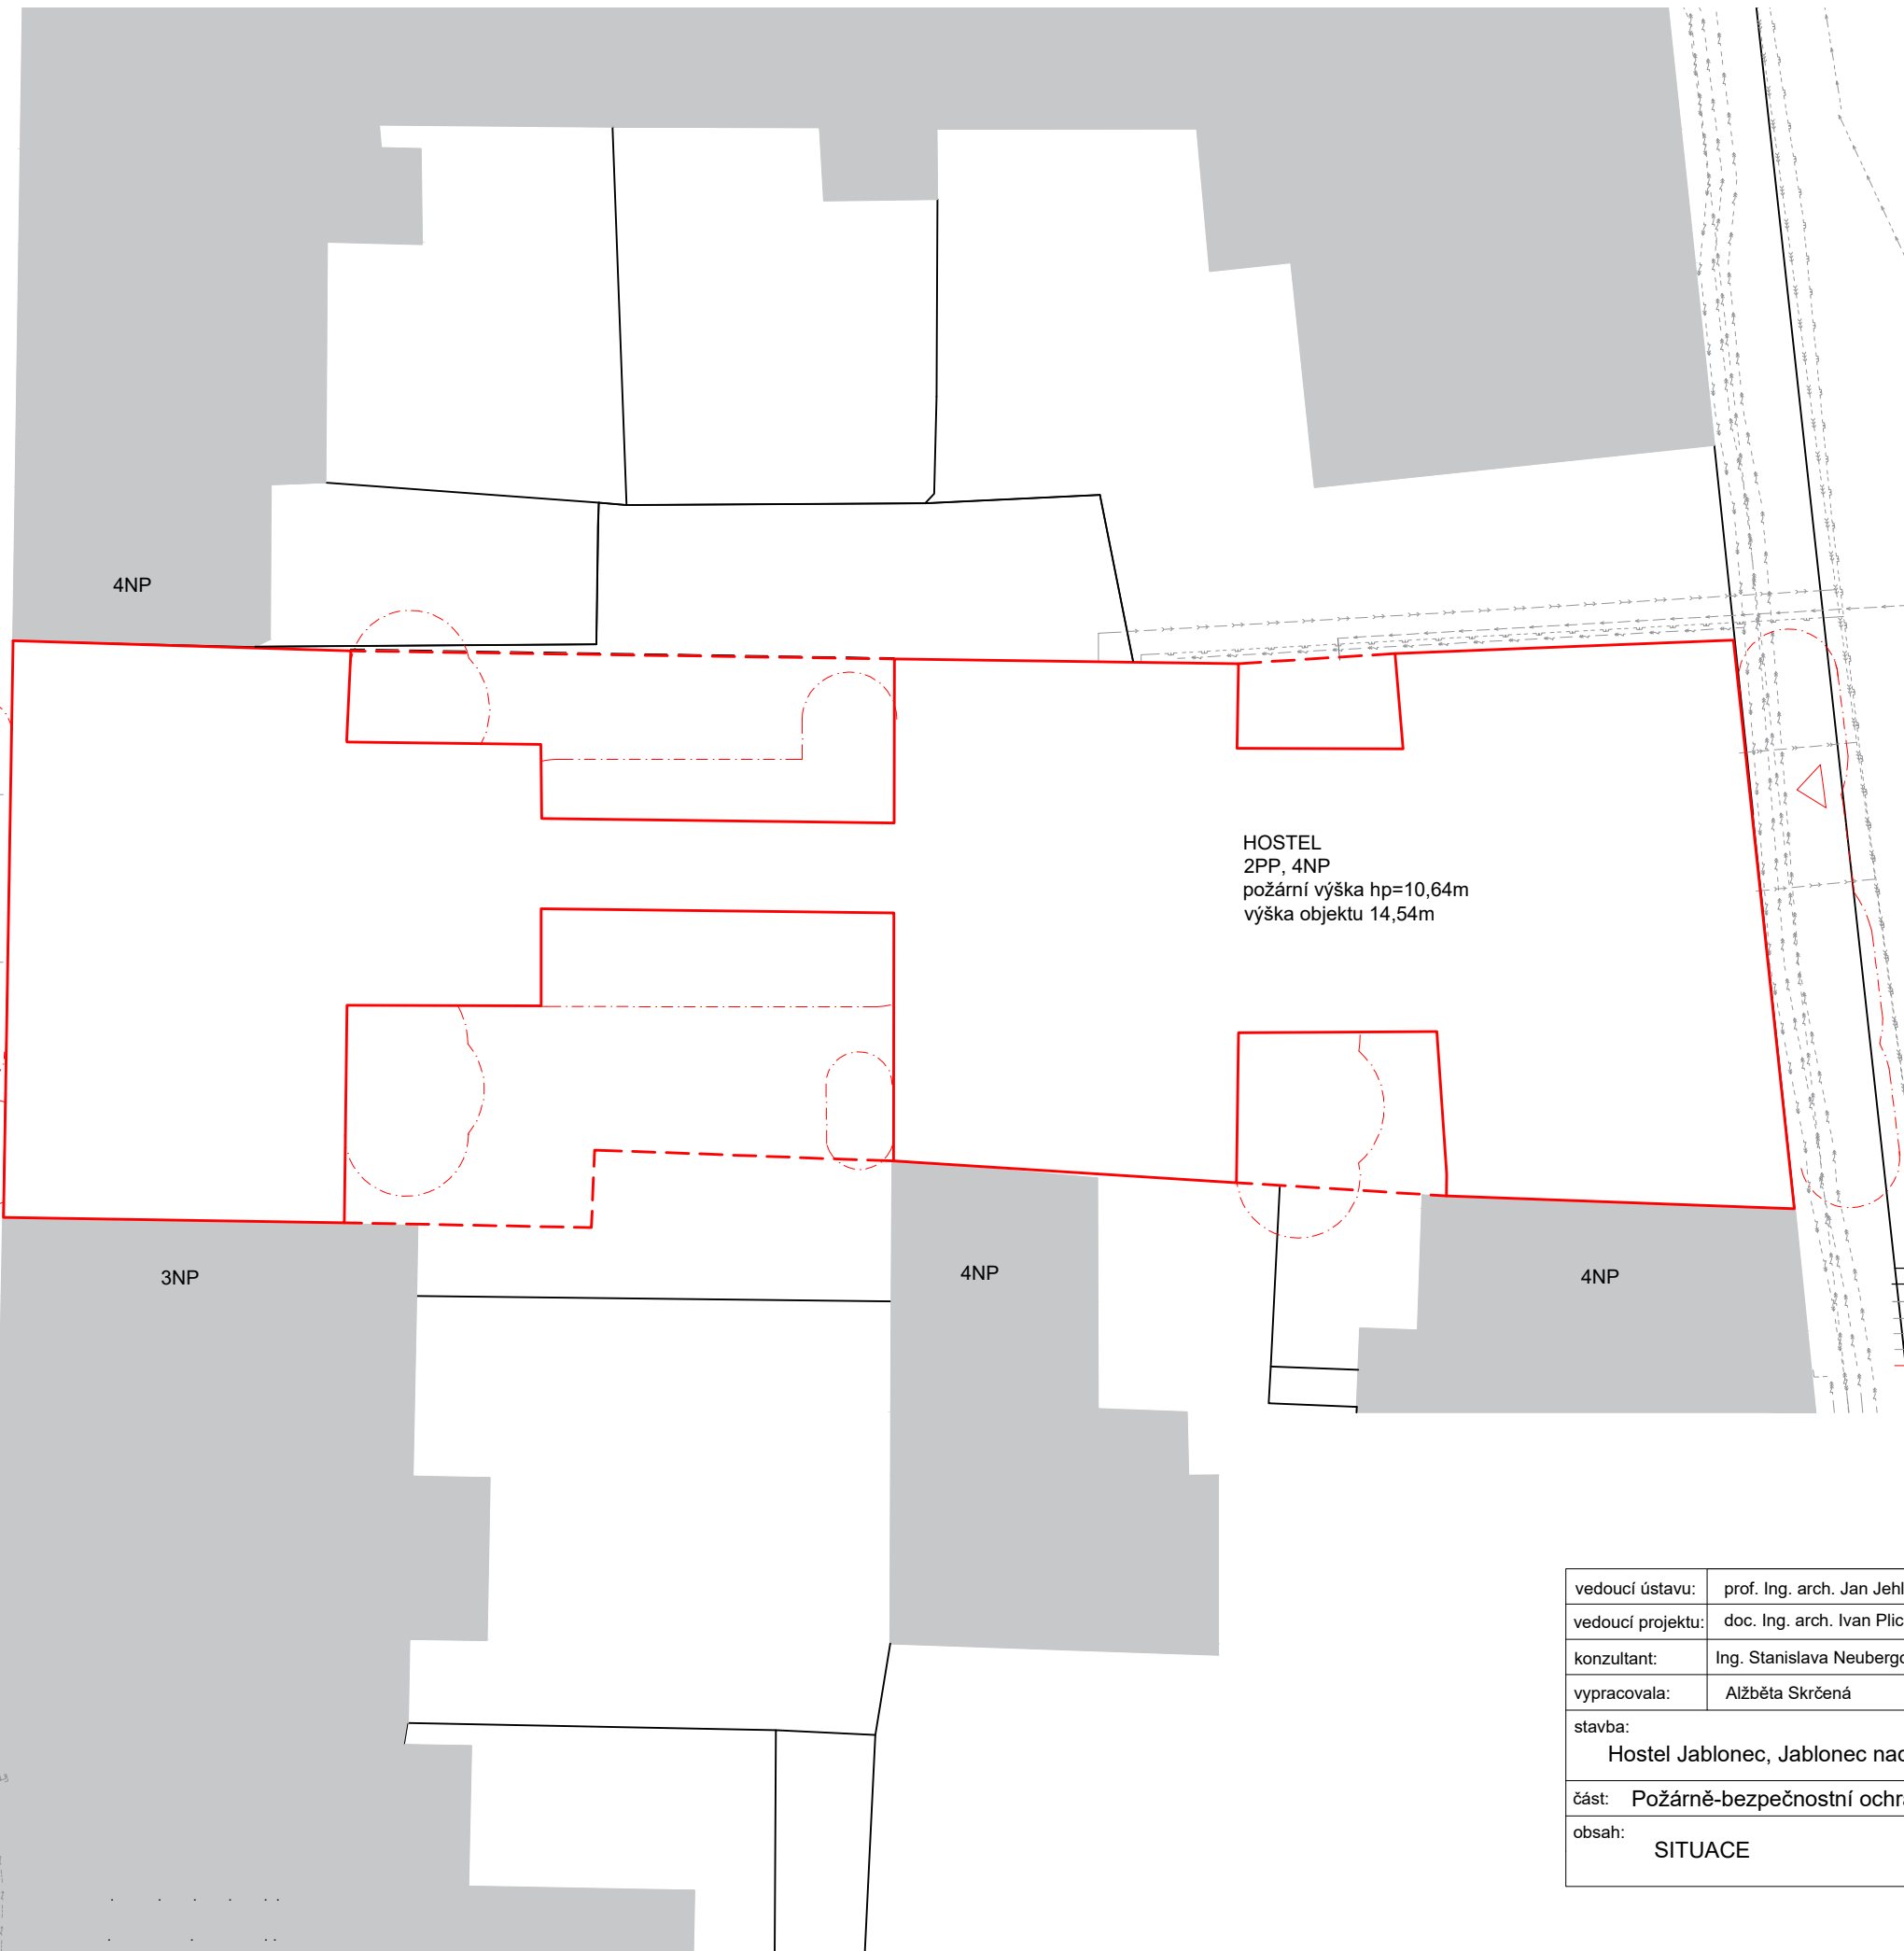 4NP
HOSTEL
2PP, 4NP
požární výška hp=10,64m
výška objektu 14,54m
3NP
4NP
4NP
vedoucí ústavu: prof. Ing. arch. Jan Jehl
vedoucí projektu: doc. Ing. arch. Ivan Plic
konzultant: Ing. Stanislava Neubergo
vypracovala: Alžběta Skrčená
stavba:
Hostel Jablonec, Jablonec nad
část: Požárně-bezpečnostní ochra
obsah:
SITUACE